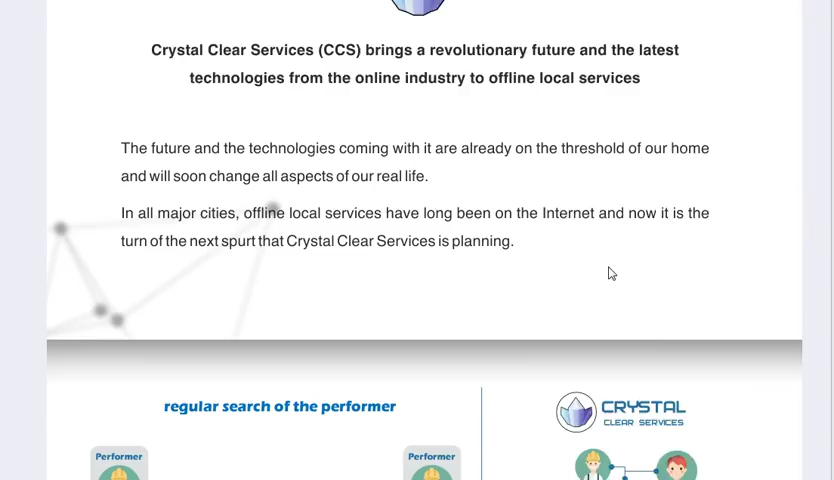 Crystal Clear Services (CCS) brings a revolutionary future and the latest
technologies from the online industry to offline local services
The future and the technologies coming with it are already on the threshold of our home
and will soon change all aspects of our real life.
In all major cities, offline local services have long been on the Internet and now it is the
turn of the next spurt that Crystal Clear Services is planning.
regular search of the performer
CRYSTAL
CLEAR SERVICES
Performer
Performer